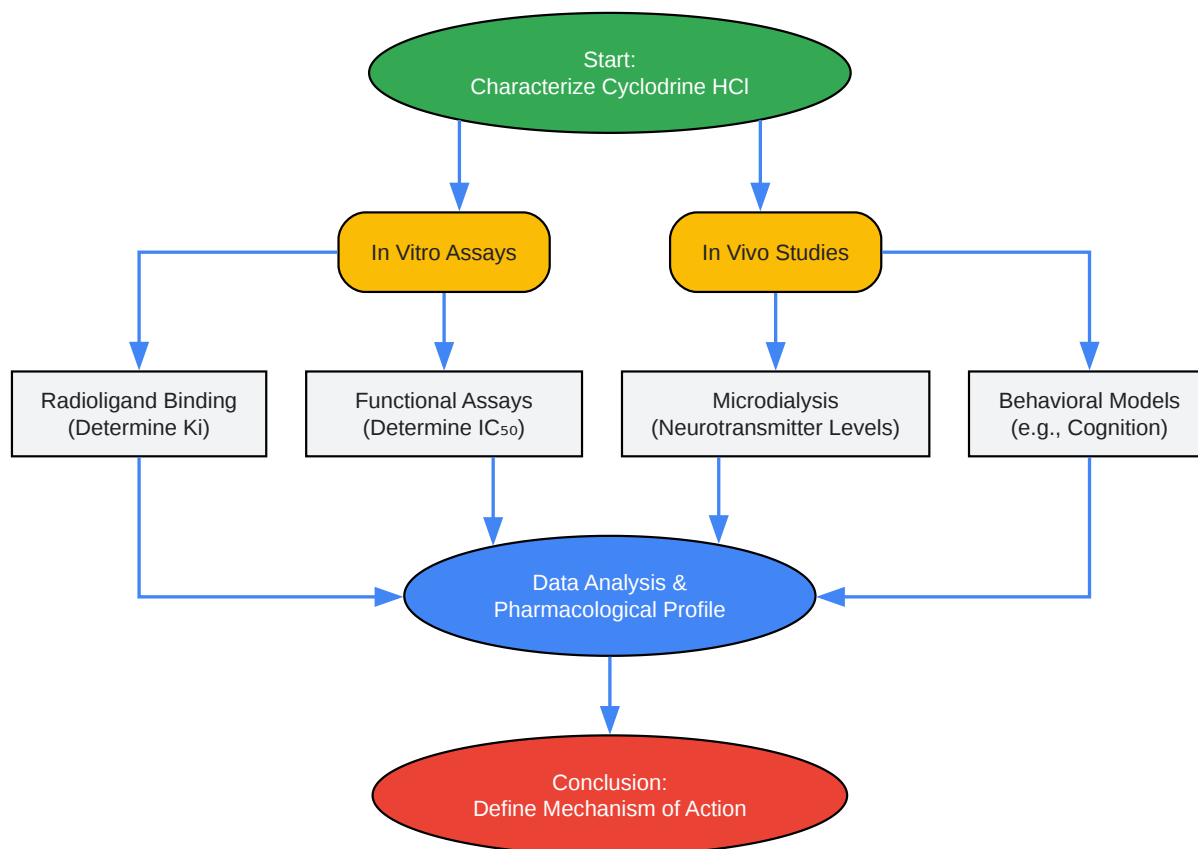 Start:
Characterize Cyclodrine HCl
In Vitro Assays
In Vivo Studies
Radioligand Binding
(Determine Ki)
Functional Assays
(Determine IC₅₀)
Microdialysis
(Neurotransmitter Levels)
Behavioral Models
(e.g., Cognition)
Data Analysis &
Pharmacological Profile
Conclusion:
Define Mechanism of Action